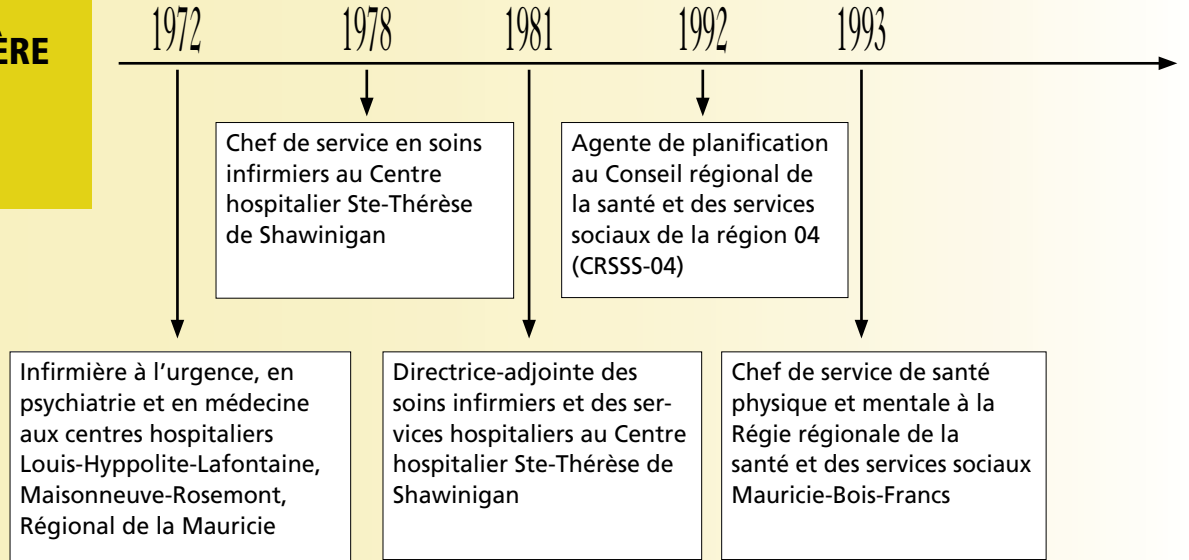 ÈRE
1972 1978 1981 1992 1993
Chef de service en soins
infirmiers au Centre
hospitalier Ste-Thérèse
de Shawinigan
Agente de planification
au Conseil régional de
la santé et des services
sociaux de la région 04
(CRSSS-04)
Infirmière à l'urgence, en
psychiatrie et en médecine
aux centres hospitaliers
Louis-Hyppolite-Lafontaine,
Maisonneuve-Rosemont,
Régional de la Mauricie
Directrice-adjointe des
soins infirmiers et des ser-
vices hospitaliers au Centre
hospitalier Ste-Thérèse de
Shawinigan
Chef de service de santé
physique et mentale à la
Régie régionale de la
santé et des services sociaux
Mauricie-Bois-Francs